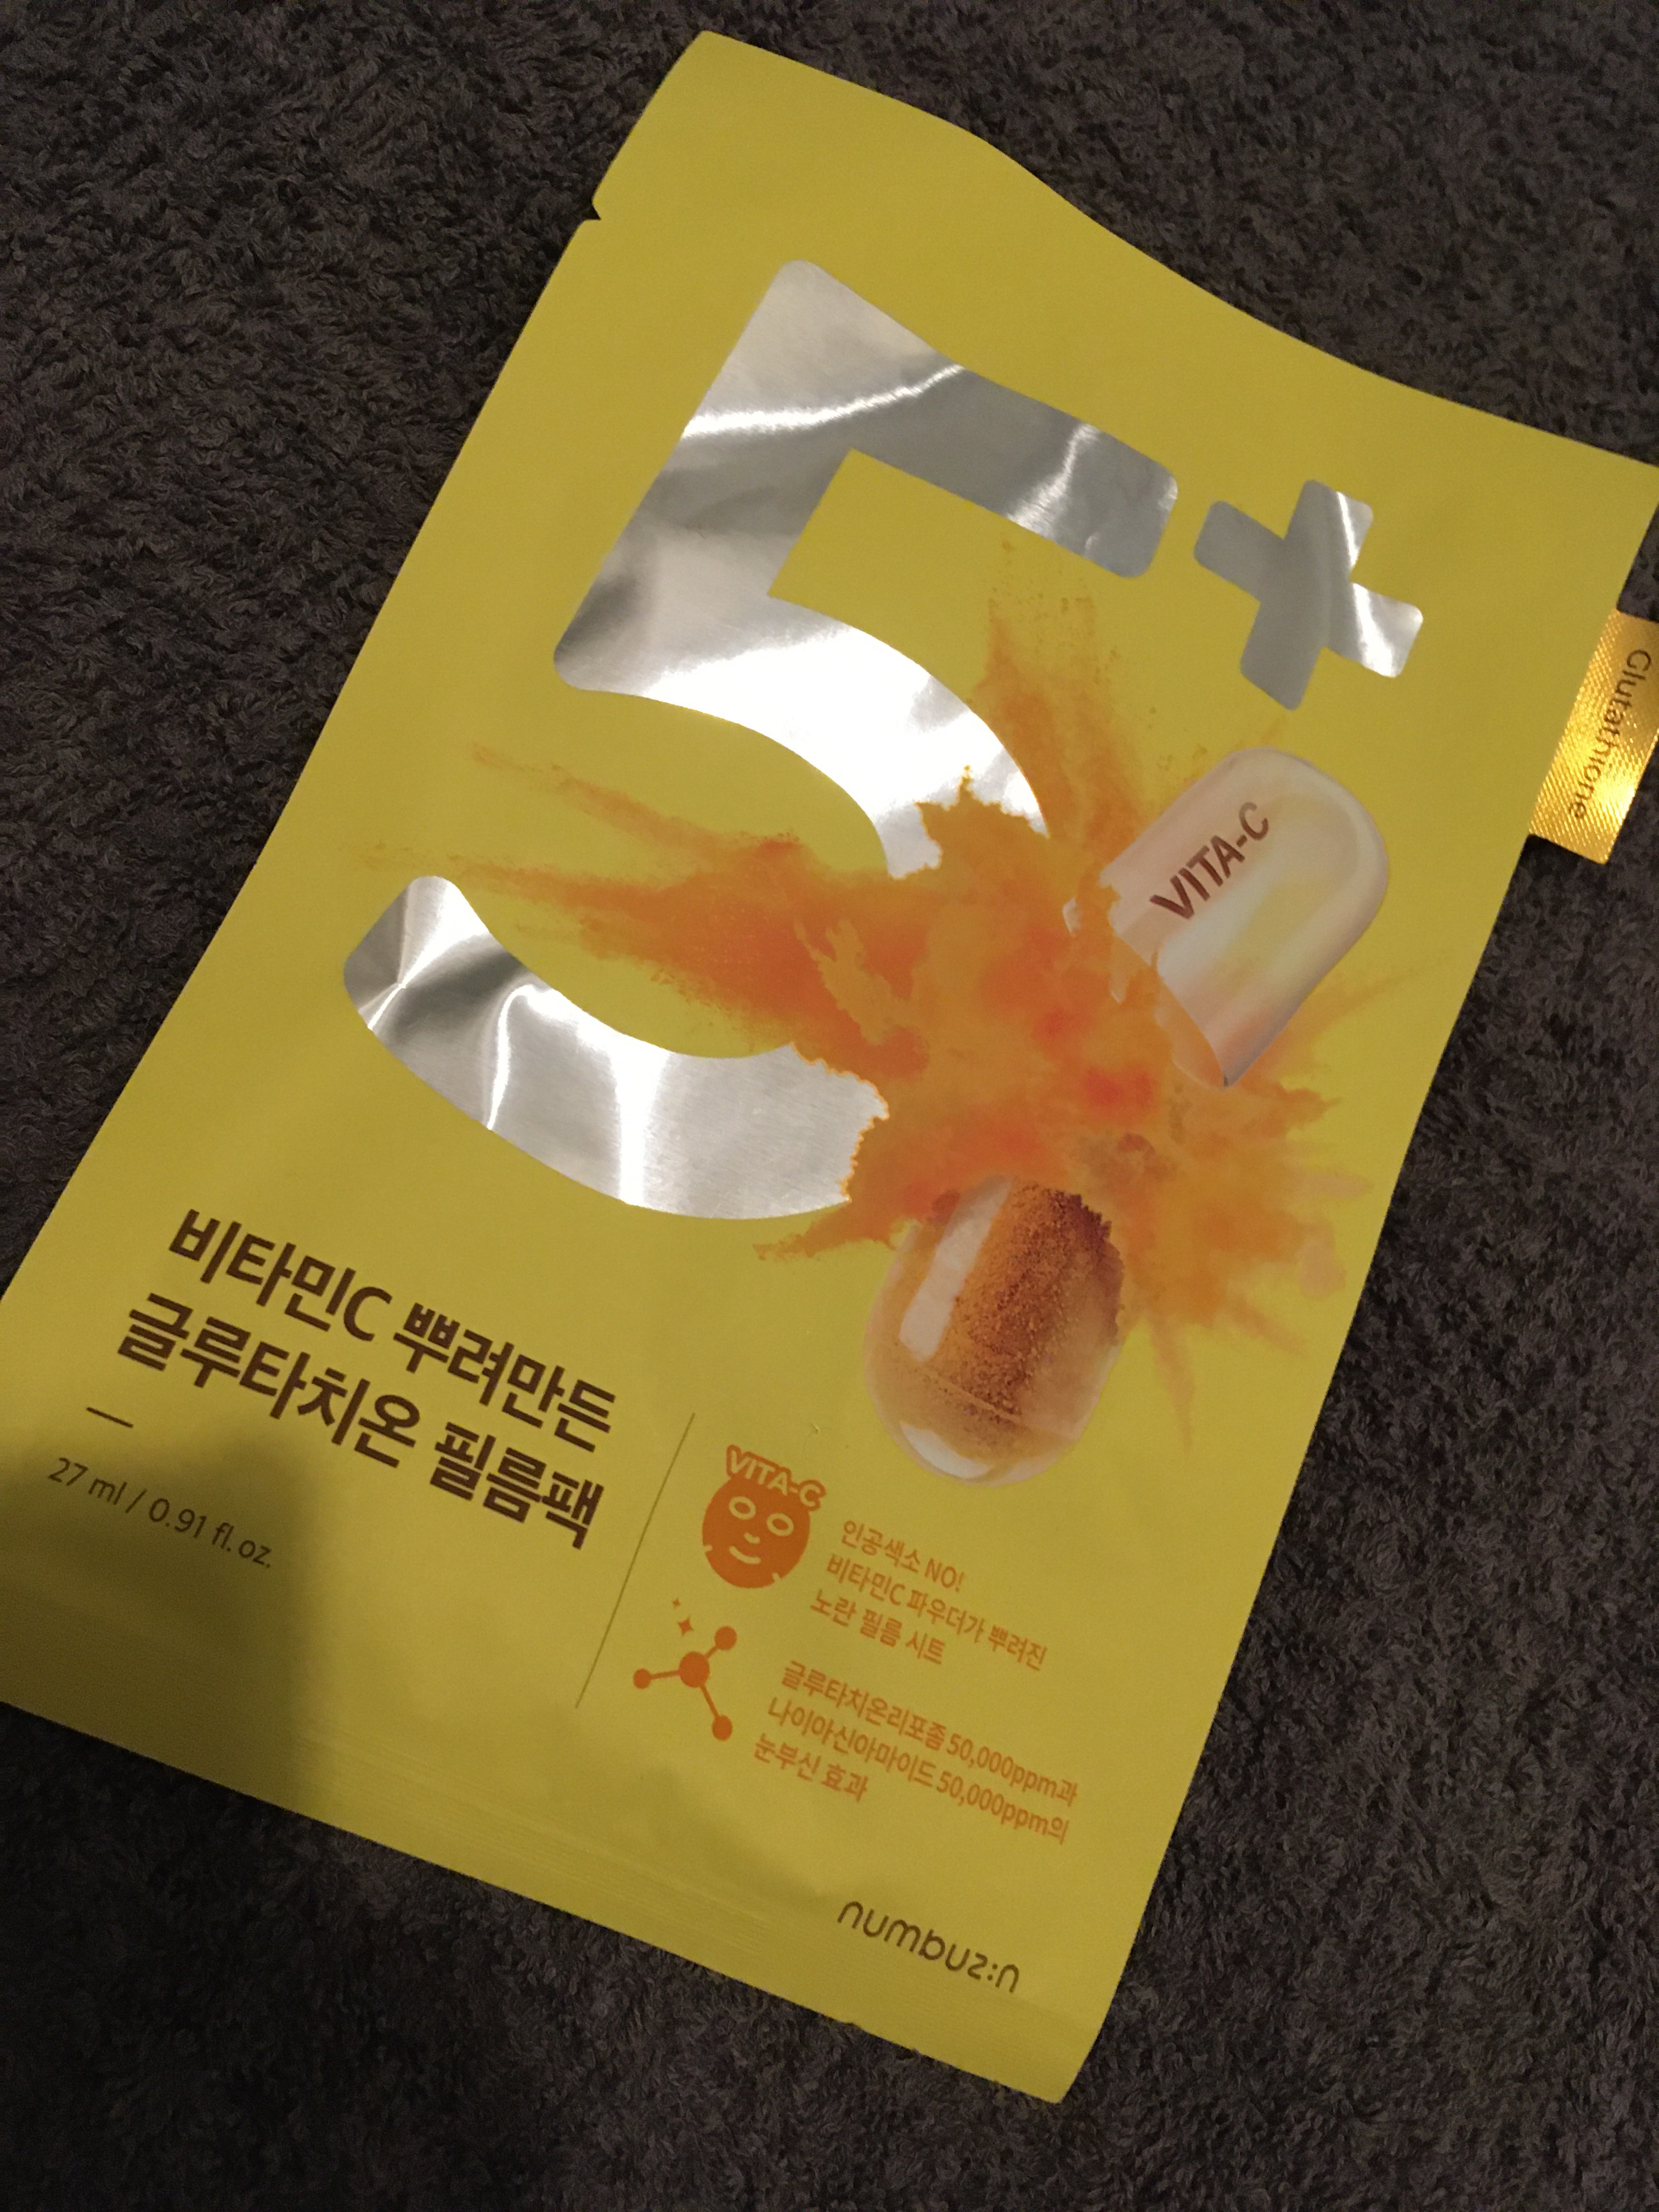 5+
Glutathione
VITA-C
비타민C 뿌려만든
글루타치온 필름팩
27 ml / 0.91 fl. oz.
VITA-C
인공색소 NO!
비타민C 파우더가 뿌려진
노란 필름 시트
글루타치온리포좀 50,000ppm과
나이아신아마이드 50,000ppm의
눈부신 효과
numbuz:n